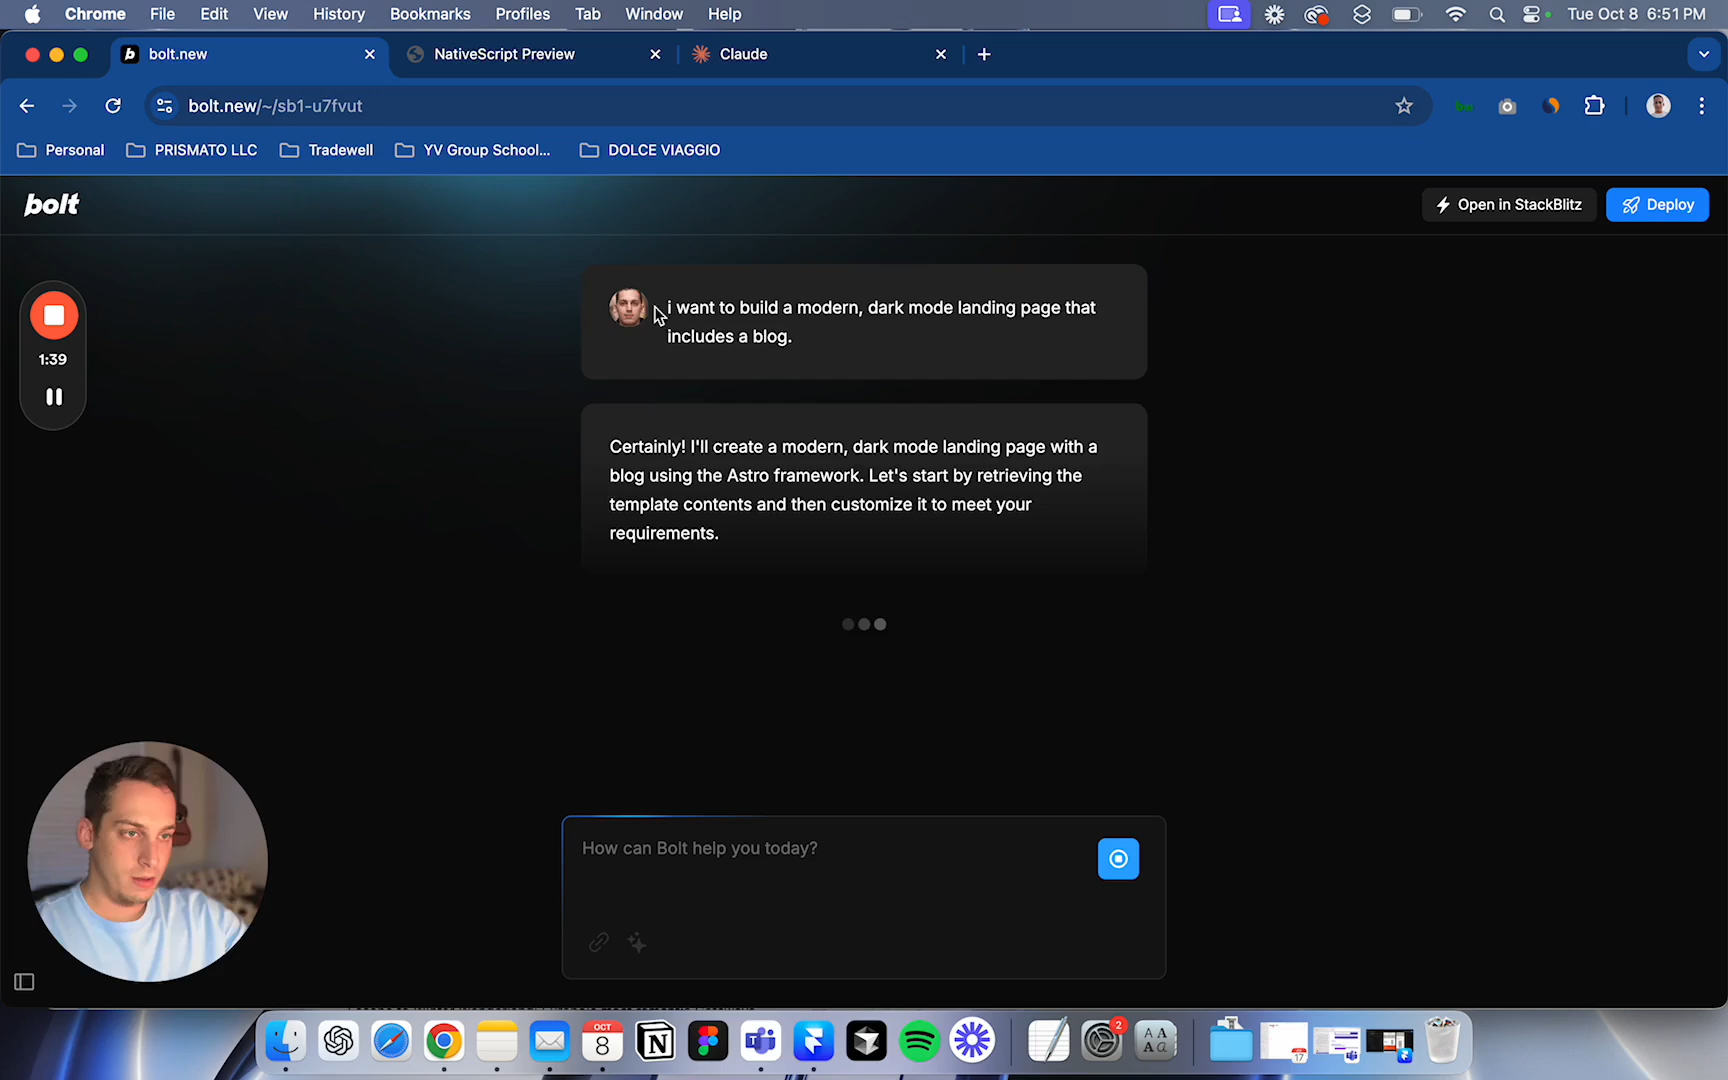 Chrome File Edit View History Bookmarks Profiles Tab Window Help Tue Oct 8 6:51 PM
bolt.new NativeScript Preview Claude
bolt.new/~/sb1-u7fvut
Personal PRISMATO LLC Tradewell YV Group School... DOLCE VIAGGIO
bolt Open in StackBlitz Deploy
i want to build a modern, dark mode landing page that
includes a blog.
1:39
Certainly! I'll create a modern, dark mode landing page with a
blog using the Astro framework. Let's start by retrieving the
template contents and then customize it to meet your
requirements.
How can Bolt help you today?
OCT
8
2
A A
A a
17